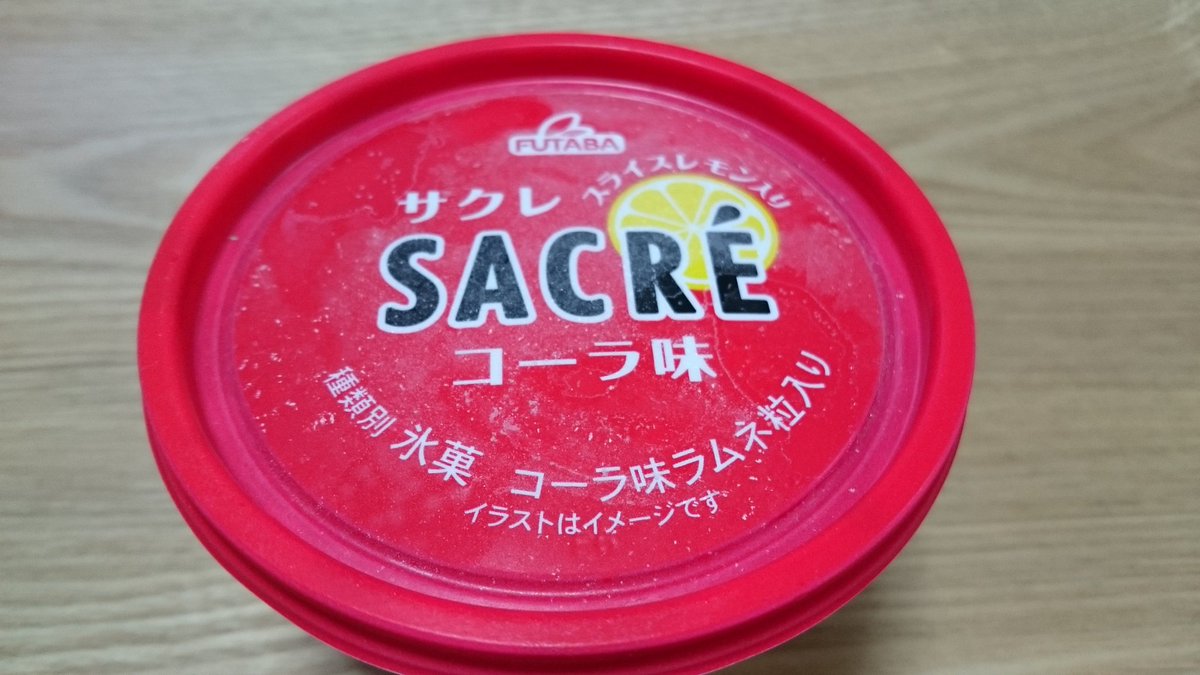 FUTABA
スライスレモン入り
サクレ
SACRÉ
コーラ味
種類別 氷菓 コーラ味ラムネ粒入り
イラストはイメージです